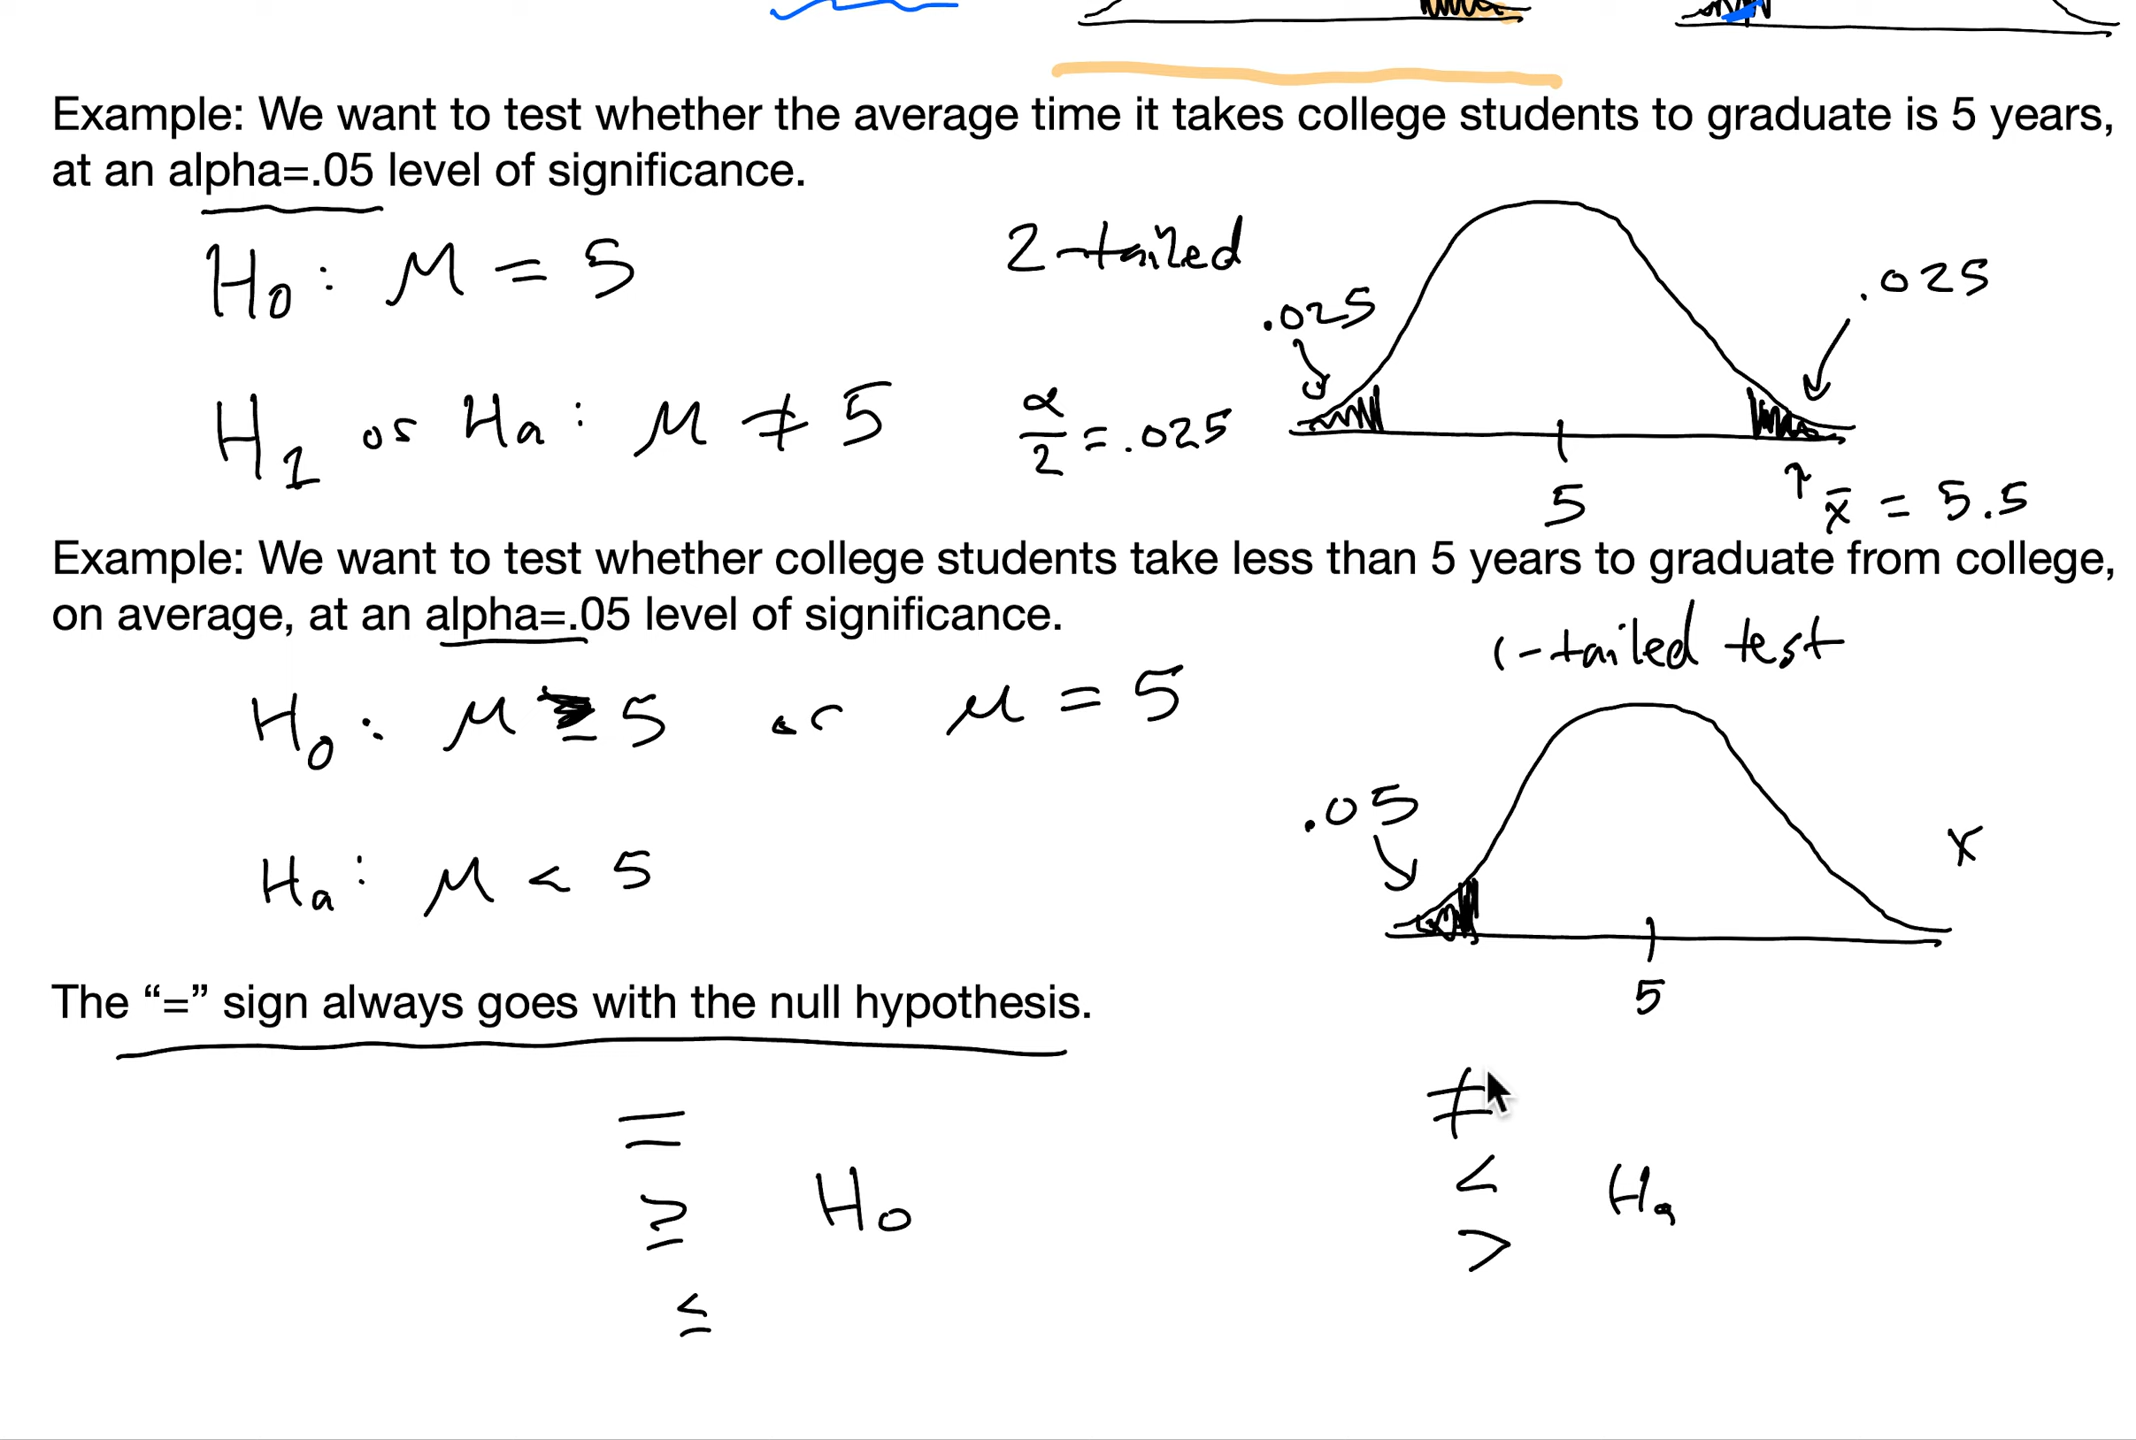 Example: We want to test whether the average time it takes college students to graduate is 5 years,
at an alpha=.05 level of significance.
H₀: μ = 5
2-tailed
.025
.025
H₁ or Hₐ: μ ≠ 5
α/2 = .025
5
x̄ = 5.5
Example: We want to test whether college students take less than 5 years to graduate from college,
on average, at an alpha=.05 level of significance.
1-tailed test
H₀: μ ≥ 5 or μ = 5
.05
x
Hₐ: μ < 5
5
The “=” sign always goes with the null hypothesis.
=
≥ H₀
≤
≠
< Hₐ
>